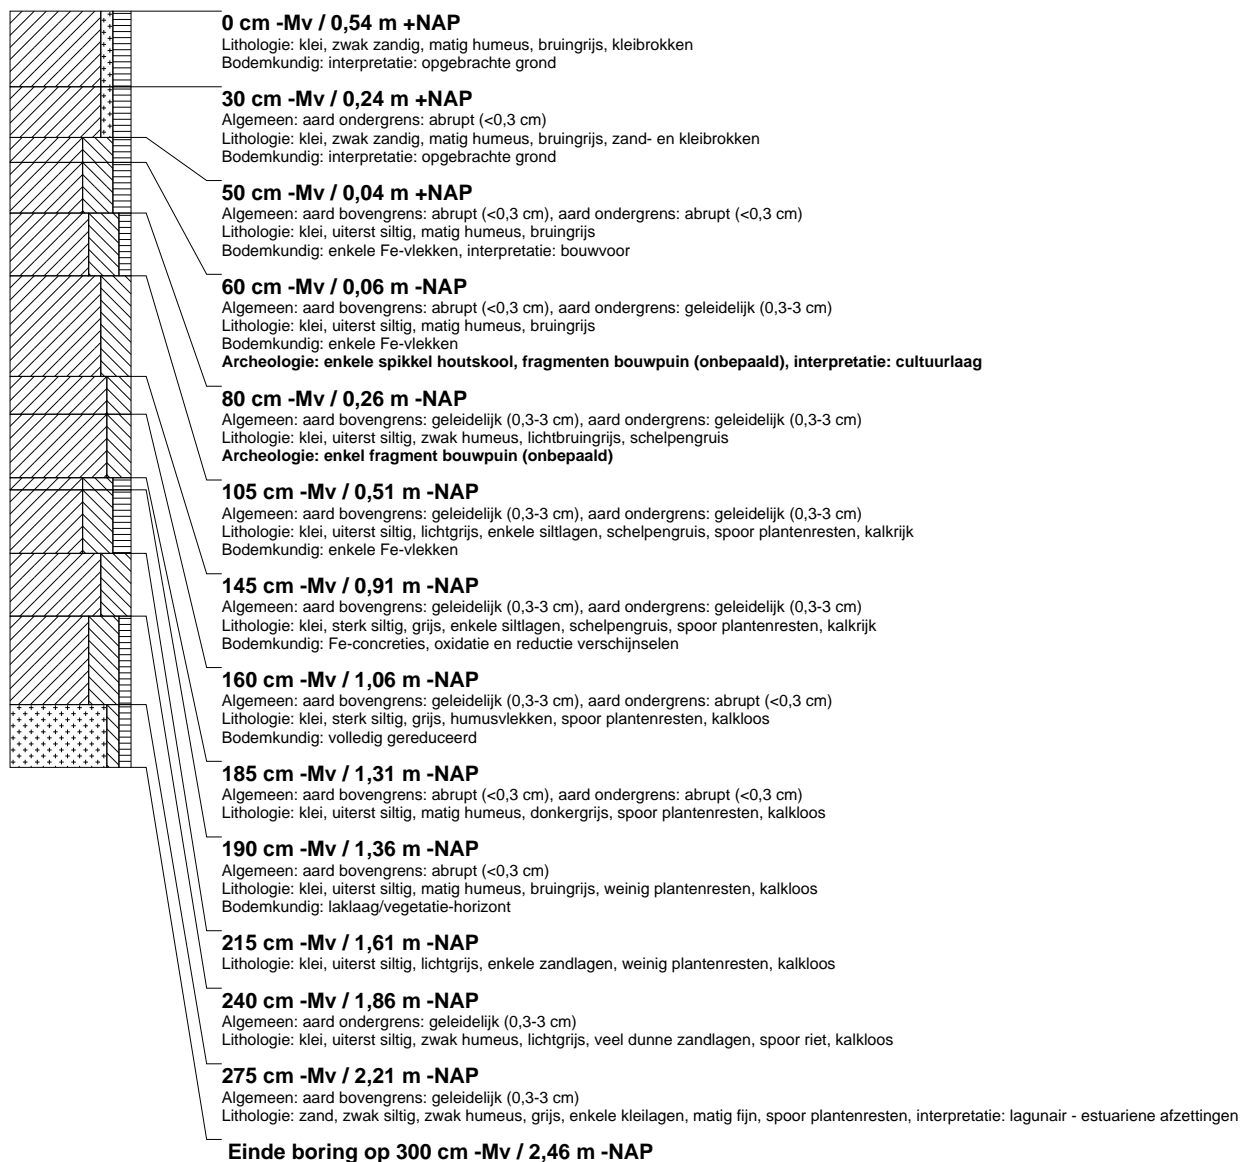 0 cm -Mv / 0,54 m +NAP
Lithologie: klei, zwak zandig, matig humeus, bruingrijs, kleibrokken
Bodemkundig: interpretatie: opgebrachte grond
30 cm -Mv / 0,24 m +NAP
Algemeen: aard ondergrens: abrupt (<0,3 cm)
Lithologie: klei, zwak zandig, matig humeus, bruingrijs, zand- en kleibrokken
Bodemkundig: interpretatie: opgebrachte grond
50 cm -Mv / 0,04 m +NAP
Algemeen: aard bovengrens: abrupt (<0,3 cm), aard ondergrens: abrupt (<0,3 cm)
Lithologie: klei, uiterst siltig, matig humeus, bruingrijs
Bodemkundig: enkele Fe-vlekken, interpretatie: bouwvoor
60 cm -Mv / 0,06 m -NAP
Algemeen: aard bovengrens: abrupt (<0,3 cm), aard ondergrens: geleidelijk (0,3-3 cm)
Lithologie: klei, uiterst siltig, matig humeus, bruingrijs
Bodemkundig: enkele Fe-vlekken
Archeologie: enkele spikkel houtskool, fragmenten bouwpuin (onbepaald), interpretatie: cultuurlaag
80 cm -Mv / 0,26 m -NAP
Algemeen: aard bovengrens: geleidelijk (0,3-3 cm), aard ondergrens: geleidelijk (0,3-3 cm)
Lithologie: klei, uiterst siltig, zwak humeus, lichtbruingrijs, schelpengruis
Archeologie: enkel fragment bouwpuin (onbepaald)
105 cm -Mv / 0,51 m -NAP
Algemeen: aard bovengrens: geleidelijk (0,3-3 cm), aard ondergrens: geleidelijk (0,3-3 cm)
Lithologie: klei, uiterst siltig, lichtgrijs, enkele siltlagen, schelpengruis, spoor plantenresten, kalkrijk
Bodemkundig: enkele Fe-vlekken
145 cm -Mv / 0,91 m -NAP
Algemeen: aard bovengrens: geleidelijk (0,3-3 cm), aard ondergrens: geleidelijk (0,3-3 cm)
Lithologie: klei, sterk siltig, grijs, enkele siltlagen, schelpengruis, spoor plantenresten, kalkrijk
Bodemkundig: Fe-concreties, oxidatie en reductie verschijnselen
160 cm -Mv / 1,06 m -NAP
Algemeen: aard bovengrens: geleidelijk (0,3-3 cm), aard ondergrens: abrupt (<0,3 cm)
Lithologie: klei, sterk siltig, grijs, humusvlekken, spoor plantenresten, kalkloos
Bodemkundig: volledig gereduceerd
185 cm -Mv / 1,31 m -NAP
Algemeen: aard bovengrens: abrupt (<0,3 cm), aard ondergrens: abrupt (<0,3 cm)
Lithologie: klei, uiterst siltig, matig humeus, donkergrijs, spoor plantenresten, kalkloos
190 cm -Mv / 1,36 m -NAP
Algemeen: aard bovengrens: abrupt (<0,3 cm)
Lithologie: klei, uiterst siltig, matig humeus, bruingrijs, weinig plantenresten, kalkloos
Bodemkundig: laklaag/vegetatie-horizont
215 cm -Mv / 1,61 m -NAP
Lithologie: klei, uiterst siltig, lichtgrijs, enkele zandlagen, weinig plantenresten, kalkloos
240 cm -Mv / 1,86 m -NAP
Algemeen: aard ondergrens: geleidelijk (0,3-3 cm)
Lithologie: klei, uiterst siltig, zwak humeus, lichtgrijs, veel dunne zandlagen, spoor riet, kalkloos
275 cm -Mv / 2,21 m -NAP
Algemeen: aard bovengrens: geleidelijk (0,3-3 cm)
Lithologie: zand, zwak siltig, zwak humeus, grijs, enkele kleilagen, matig fijn, spoor plantenresten, interpretatie: lagunair - estuariene afzettingen
Einde boring op 300 cm -Mv / 2,46 m -NAP